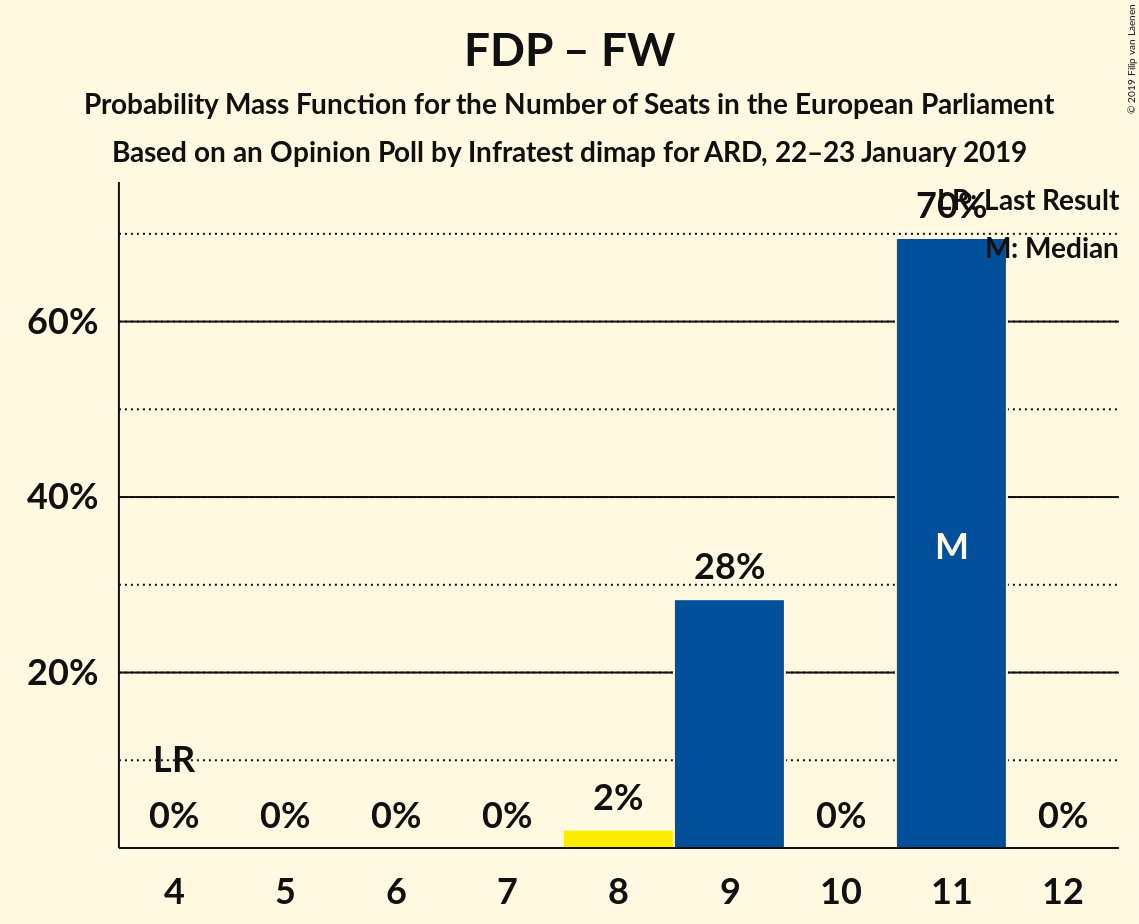 FDP – FW
Probability Mass Function for the Number of Seats in the European Parliament
Based on an Opinion Poll by Infratest dimap for ARD, 22–23 January 2019
© 2019 Filip van Laenen
LR: Last Result
M: Median
70%
60%
40%
28%
M
20%
LR
0%
0%
0%
0%
2%
0%
0%
4
5
6
7
8
9
10
11
12